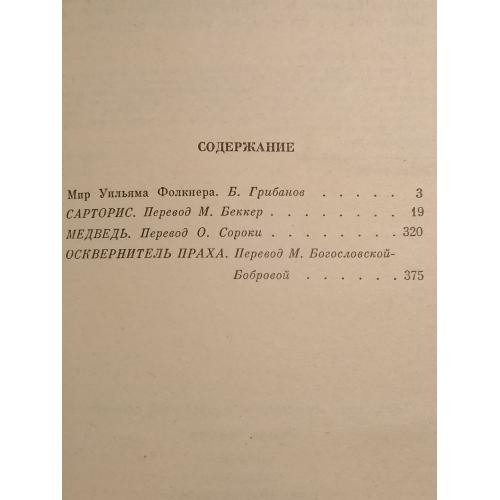 СОДЕРЖАНИЕ
Мир Уильяма Фолкнера. Б. Грибанов . . . . . 3
САРТОРИС. Перевод М. Беккер . . . . . . . 19
МЕДВЕДЬ. Перевод О. Сороки . . . . . . . 320
ОСКВЕРНИТЕЛЬ ПРАХА. Перевод М. Богословской-
Бобровой . . . . . . 375